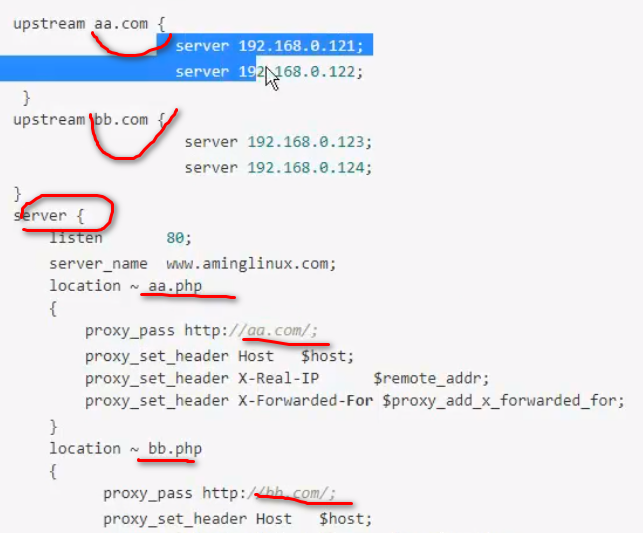 upstream aa.com {
server 192.168.0.121;
server 192.168.0.122;
}
upstream bb.com {
server 192.168.0.123;
server 192.168.0.124;
}
server {
listen 80;
server_name www.aminglinux.com;
location ~ aa.php
{
proxy_pass http://aa.com/;
proxy_set_header Host $host;
proxy_set_header X-Real-IP $remote_addr;
proxy_set_header X-Forwarded-For $proxy_add_x_forwarded_for;
}
location ~ bb.php
{
proxy_pass http://bb.com/;
proxy_set_header Host $host;